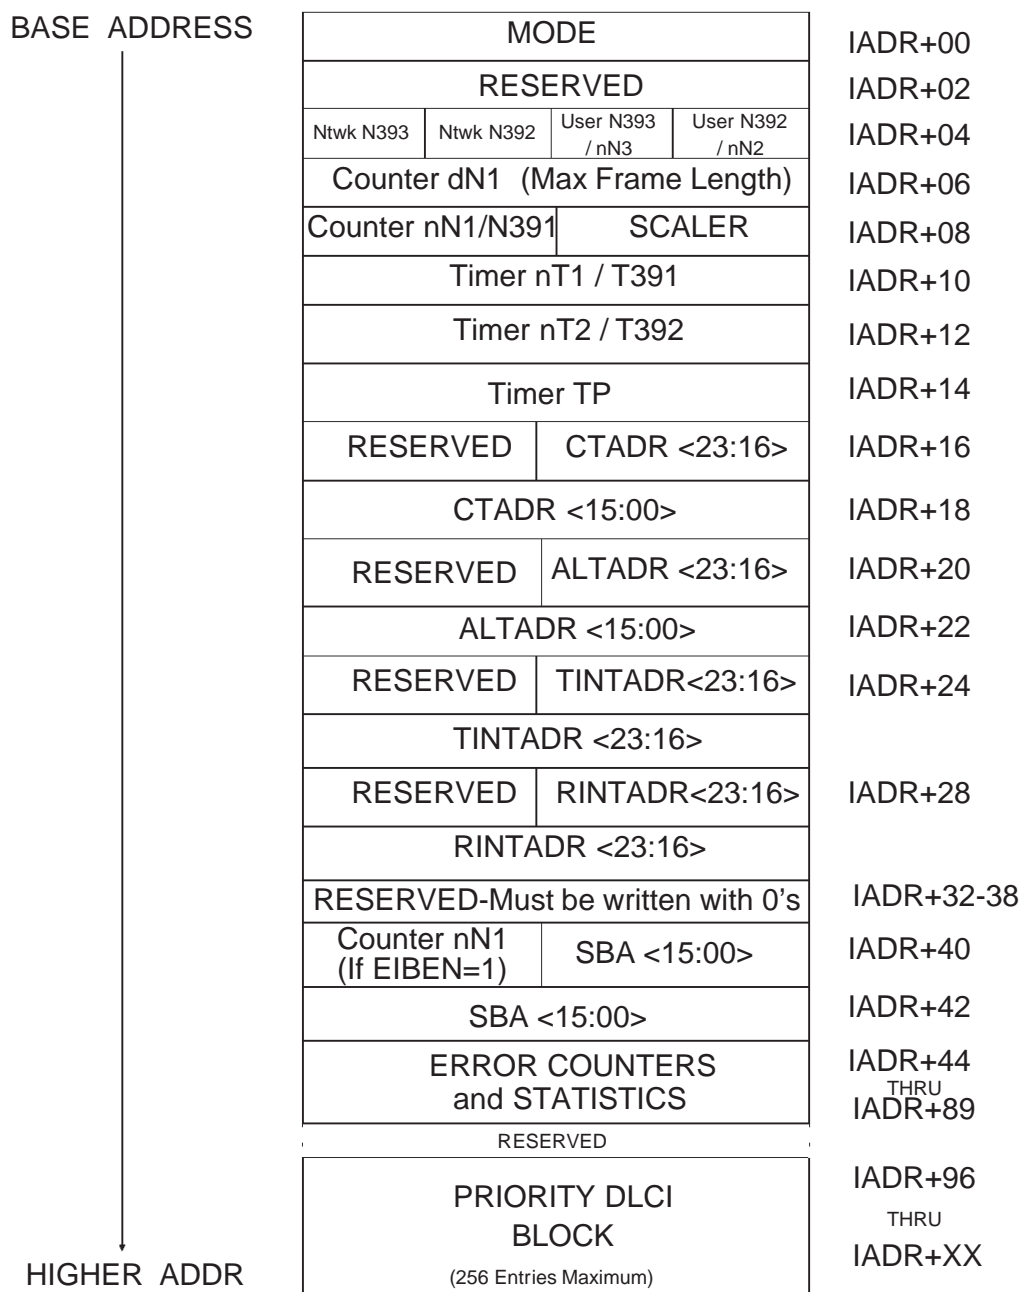 BASE ADDRESS
MODE
IADR+00
RESERVED
IADR+02
Ntwk N393
Ntwk N392
User N393
/ nN3
User N392
/ nN2
IADR+04
Counter dN1 (Max Frame Length)
IADR+06
Counter nN1/N391
SCALER
IADR+08
Timer nT1 / T391
IADR+10
Timer nT2 / T392
IADR+12
Timer TP
IADR+14
RESERVED
CTADR <23:16>
IADR+16
CTADR <15:00>
IADR+18
RESERVED
ALTADR <23:16>
IADR+20
ALTADR <15:00>
IADR+22
RESERVED
TINTADR<23:16>
IADR+24
TINTADR <23:16>
RESERVED
RINTADR<23:16>
IADR+28
RINTADR <23:16>
RESERVED-Must be written with 0’s
IADR+32-38
Counter nN1
(If EIBEN=1)
SBA <15:00>
IADR+40
SBA <15:00>
IADR+42
ERROR COUNTERS
and STATISTICS
IADR+44
THRU
IADR+89
RESERVED
PRIORITY DLCI
BLOCK
(256 Entries Maximum)
IADR+96
THRU
IADR+XX
HIGHER ADDR